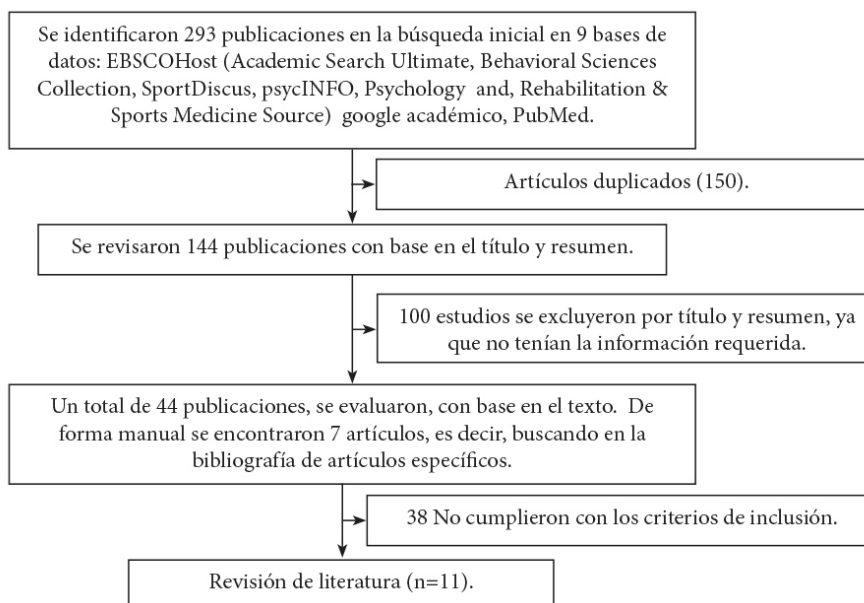 Se identificaron 293 publicaciones en la búsqueda inicial en 9 bases de
datos: EBSCOHost (Academic Search Ultimate, Behavioral Sciences
Collection, SportDiscus, psycINFO, Psychology and, Rehabilitation &
Sports Medicine Source) google académico, PubMed.
Artículos duplicados (150).
Se revisaron 144 publicaciones con base en el título y resumen.
100 estudios se excluyeron por título y resumen, ya
que no tenían la información requerida.
Un total de 44 publicaciones, se evaluaron, con base en el texto. De
forma manual se encontraron 7 artículos, es decir, buscando en la
bibliografía de artículos específicos.
38 No cumplieron con los criterios de inclusión.
Revisión de literatura (n=11).